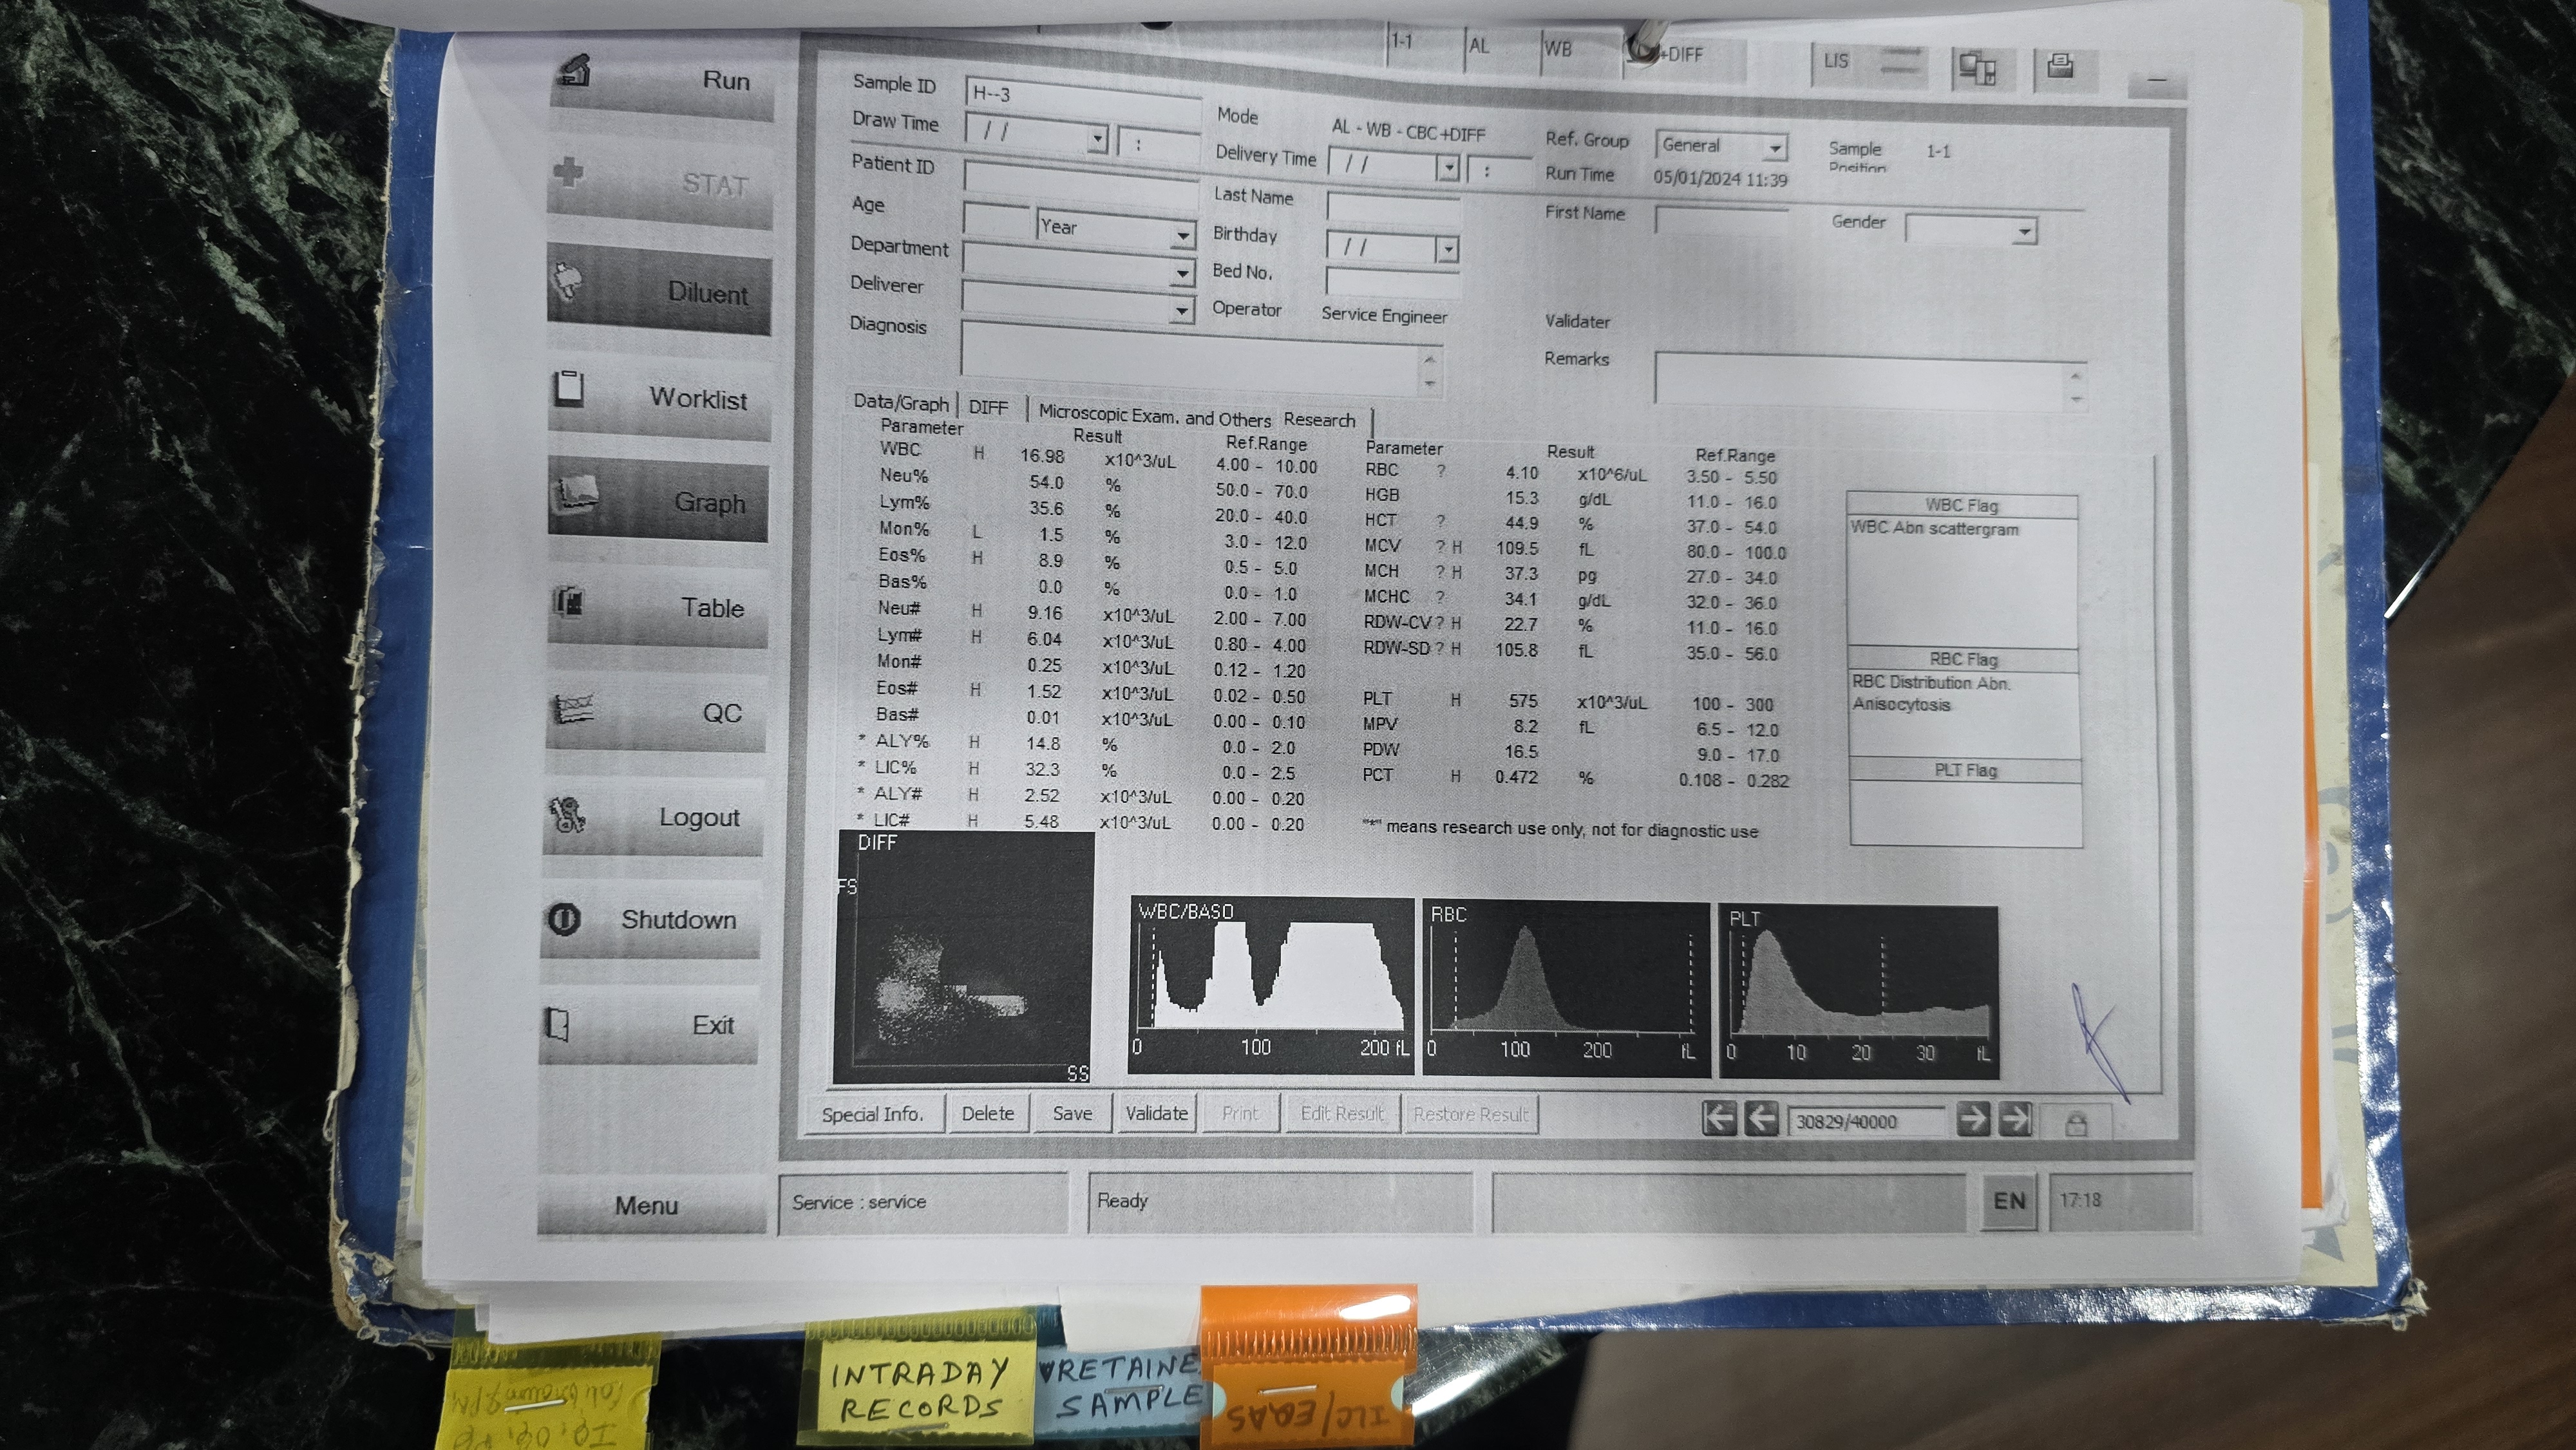 1-1 AL WB +DIFF LIS
Run
STAT
Diluent
Worklist
Graph
Table
QC
Logout
Shutdown
Exit
Menu
Sample ID H--3 Mode AL - WB - CBC+DIFF Ref. Group General Sample 1-1
Draw Time / / : Delivery Time / / : Run Time 05/01/2024 11:39
Patient ID Last Name First Name Gender
Age Year Birthday / /
Department Bed No.
Deliverer Operator Service Engineer Validater
Diagnosis Remarks
Data/Graph DIFF Microscopic Exam. and Others Research
Parameter Result Ref.Range Parameter Result Ref.Range
WBC H 16.98 x10^3/uL 4.00 - 10.00 RBC ? 4.10 x10^6/uL 3.50 - 5.50
Neu% 54.0 % 50.0 - 70.0 HGB 15.3 g/dL 11.0 - 16.0
Lym% 35.6 % 20.0 - 40.0 HCT ? 44.9 % 37.0 - 54.0
Mon% L 1.5 % 3.0 - 12.0 MCV ? H 109.5 fL 80.0 - 100.0
Eos% H 8.9 % 0.5 - 5.0 MCH ? H 37.3 pg 27.0 - 34.0
Bas% 0.0 % 0.0 - 1.0 MCHC ? 34.1 g/dL 32.0 - 36.0
Neu# H 9.16 x10^3/uL 2.00 - 7.00 RDW-CV ? H 22.7 % 11.0 - 16.0
Lym# H 6.04 x10^3/uL 0.80 - 4.00 RDW-SD ? H 105.8 fL 35.0 - 56.0
Mon# 0.25 x10^3/uL 0.12 - 1.20
Eos# H 1.52 x10^3/uL 0.02 - 0.50 PLT H 575 x10^3/uL 100 - 300
Bas# 0.01 x10^3/uL 0.00 - 0.10 MPV 8.2 fL 6.5 - 12.0
* ALY% H 14.8 % 0.0 - 2.0 PDW 16.5 9.0 - 17.0
* LIC% H 32.3 % 0.0 - 2.5 PCT H 0.472 % 0.108 - 0.282
* ALY# H 2.52 x10^3/uL 0.00 - 0.20
* LIC# H 5.48 x10^3/uL 0.00 - 0.20 "*" means research use only, not for diagnostic use
WBC Flag
WBC Abn scattergram
RBC Flag
RBC Distribution Abn.
Anisocytosis
PLT Flag
DIFF
FS
SS
WBC/BASO
0 100 200 fL
RBC
0 100 200 fL
PLT
0 10 20 30 fL
Special Info. Delete Save Validate Print Edit Result Restore Result 30829/40000
Service : service Ready EN 17:18
INTRADAY
RECORDS
RETAINE
SAMPLE
ILC/EQAS